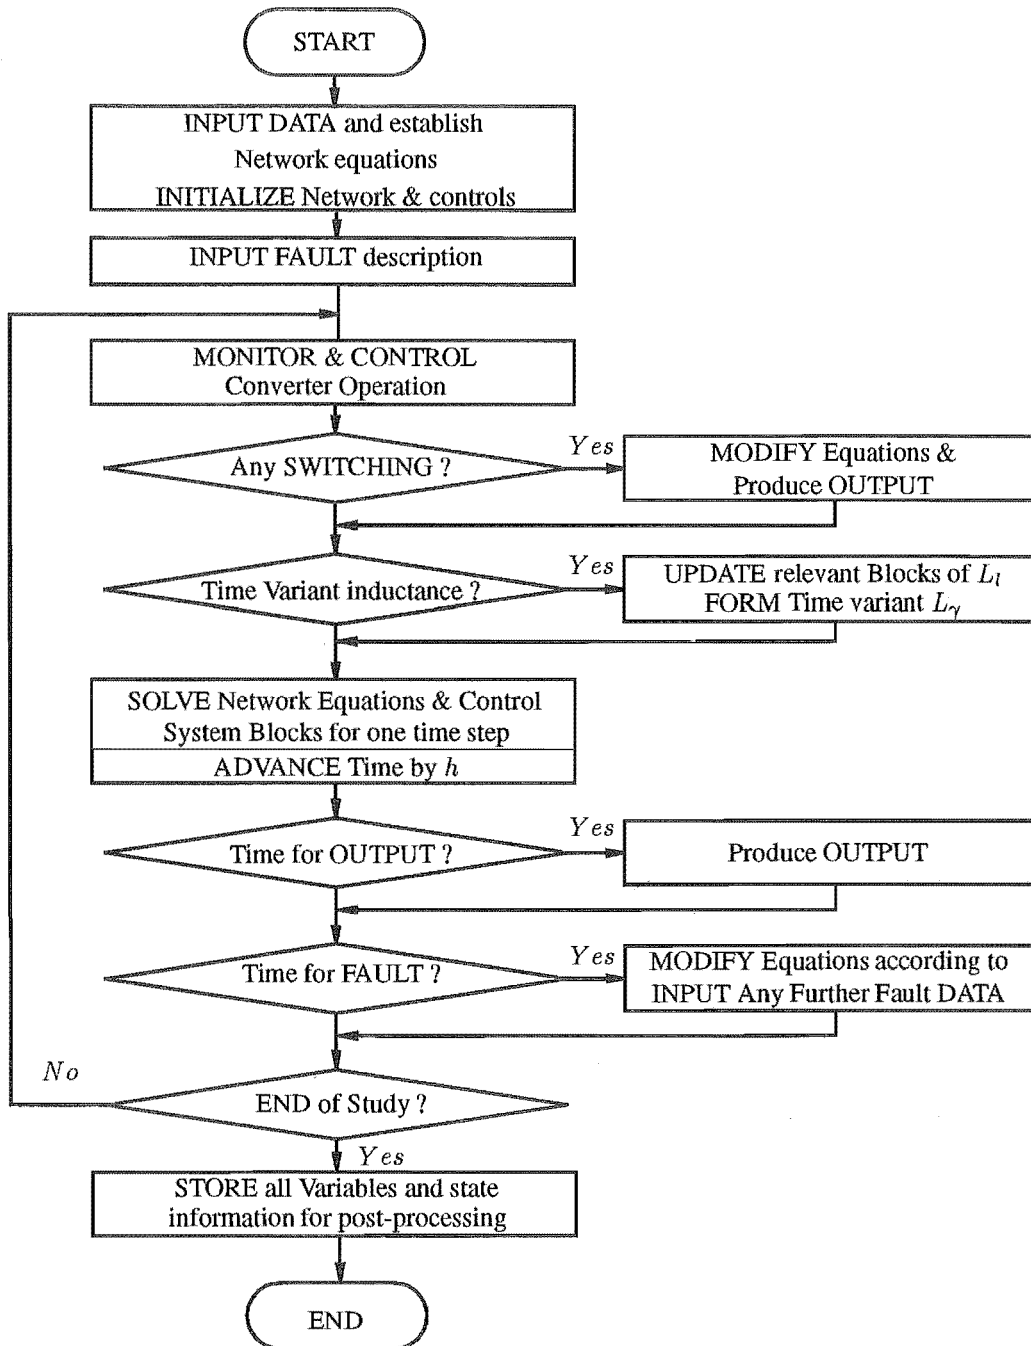 START
INPUT DATA and establish
Network equations
INITIALIZE Network & controls
INPUT FAULT description
MONITOR & CONTROL
Converter Operation
Any SWITCHING ?
Yes
MODIFY Equations &
Produce OUTPUT
Time Variant inductance ?
Yes
UPDATE relevant Blocks of L_l
FORM Time variant L_γ
SOLVE Network Equations & Control
System Blocks for one time step
ADVANCE Time by h
Time for OUTPUT ?
Yes
Produce OUTPUT
Time for FAULT ?
Yes
MODIFY Equations according to
INPUT Any Further Fault DATA
No
END of Study ?
Yes
STORE all Variables and state
information for post-processing
END